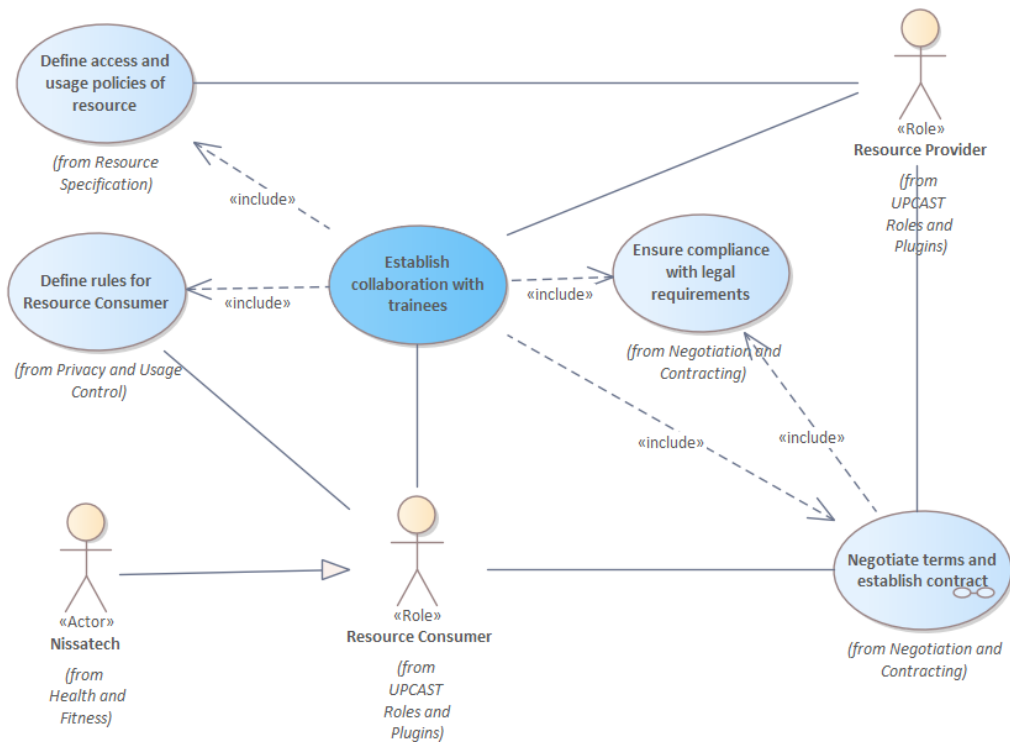 Define access and
usage policies of
resource
(from Resource
Specification)
«Role»
Resource Provider
(from
UPCAST
Roles and
Plugins)
«include»
Define rules for
Resource Consumer
(from Privacy and Usage
Control)
«include»
Establish
collaboration with
trainees
«include»
Ensure compliance
with legal
requirements
(from Negotiation and
Contracting)
«include»
«include»
«Actor»
Nissatech
(from
Health and
Fitness)
«Role»
Resource Consumer
(from
UPCAST
Roles and
Plugins)
Negotiate terms and
establish contract
(from Negotiation and
Contracting)